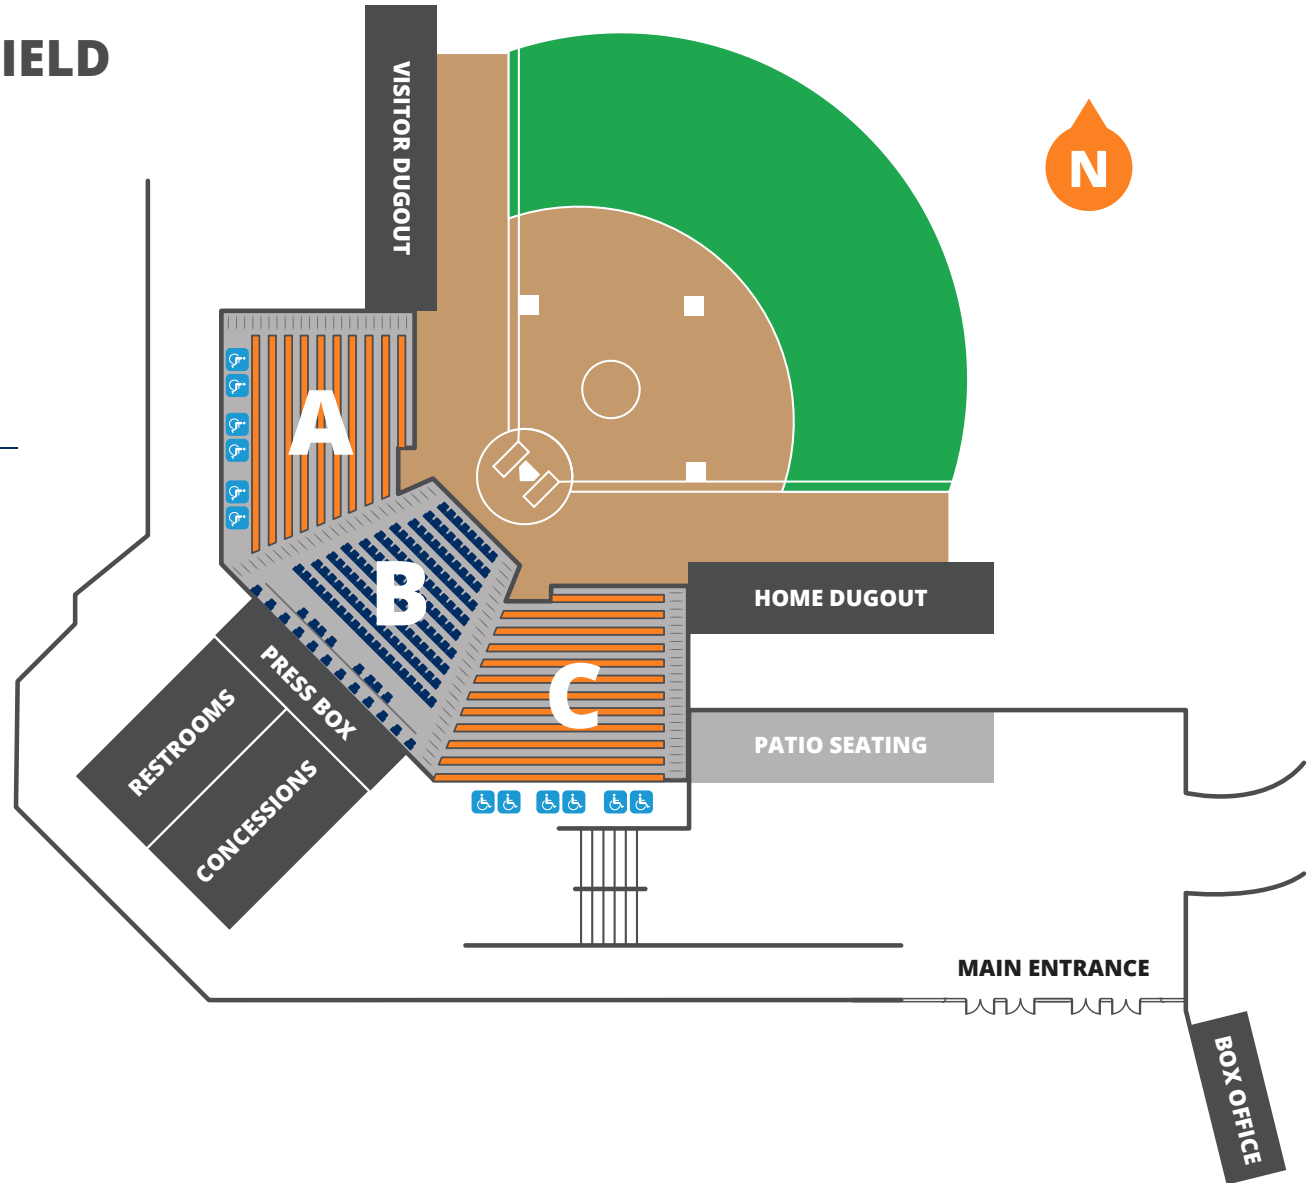 IELD
VISITOR DUGOUT
N
A
B
C
HOME DUGOUT
PRESS BOX
RESTROOMS
CONCESSIONS
PATIO SEATING
MAIN ENTRANCE
BOX OFFICE